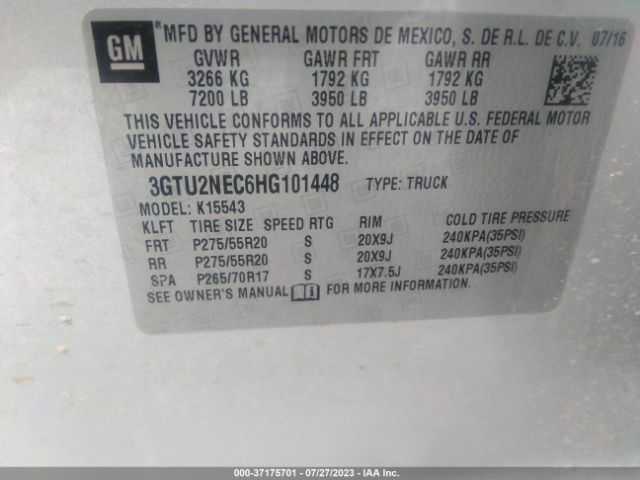 GM
® MFD BY GENERAL MOTORS DE MEXICO, S. DE R.L. DE C.V. 07/16
GVWR GAWR FRT GAWR RR
3266 KG 1792 KG 1792 KG
7200 LB 3950 LB 3950 LB
THIS VEHICLE CONFORMS TO ALL APPLICABLE U.S. FEDERAL MOTOR
VEHICLE SAFETY STANDARDS IN EFFECT ON THE DATE OF
MANUFACTURE SHOWN ABOVE.
3GTU2NEC6HG101448 TYPE: TRUCK
MODEL: K15543
KLFT TIRE SIZE SPEED RTG RIM COLD TIRE PRESSURE
FRT P275/55R20 S 20X9J 240KPA(35PSI)
RR P275/55R20 S 20X9J 240KPA(35PSI)
SPA P265/70R17 S 17X7.5J 240KPA(35PSI)
SEE OWNER'S MANUAL FOR MORE INFORMATION.
000-37175701 - 07/27/2023 - IAA Inc.